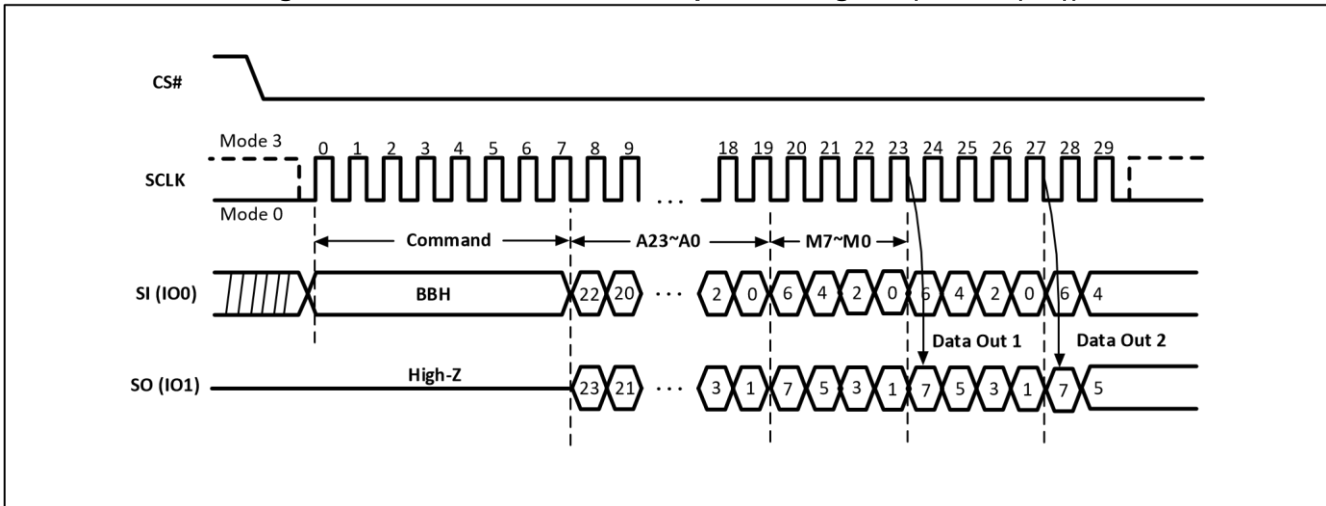 CS#
Mode 3
0 1 2 3 4 5 6 7 8 9 18 19 20 21 22 23 24 25 26 27 28 29
SCLK
...
Mode 0
Command A23~A0 M7~M0
SI (IO0) BBH 22 20 ... 2 0 6 4 2 0 6 4 2 0 6 4
Data Out 1 Data Out 2
High-Z
SO (IO1) 23 21 ... 3 1 7 5 3 1 7 5 3 1 7 5